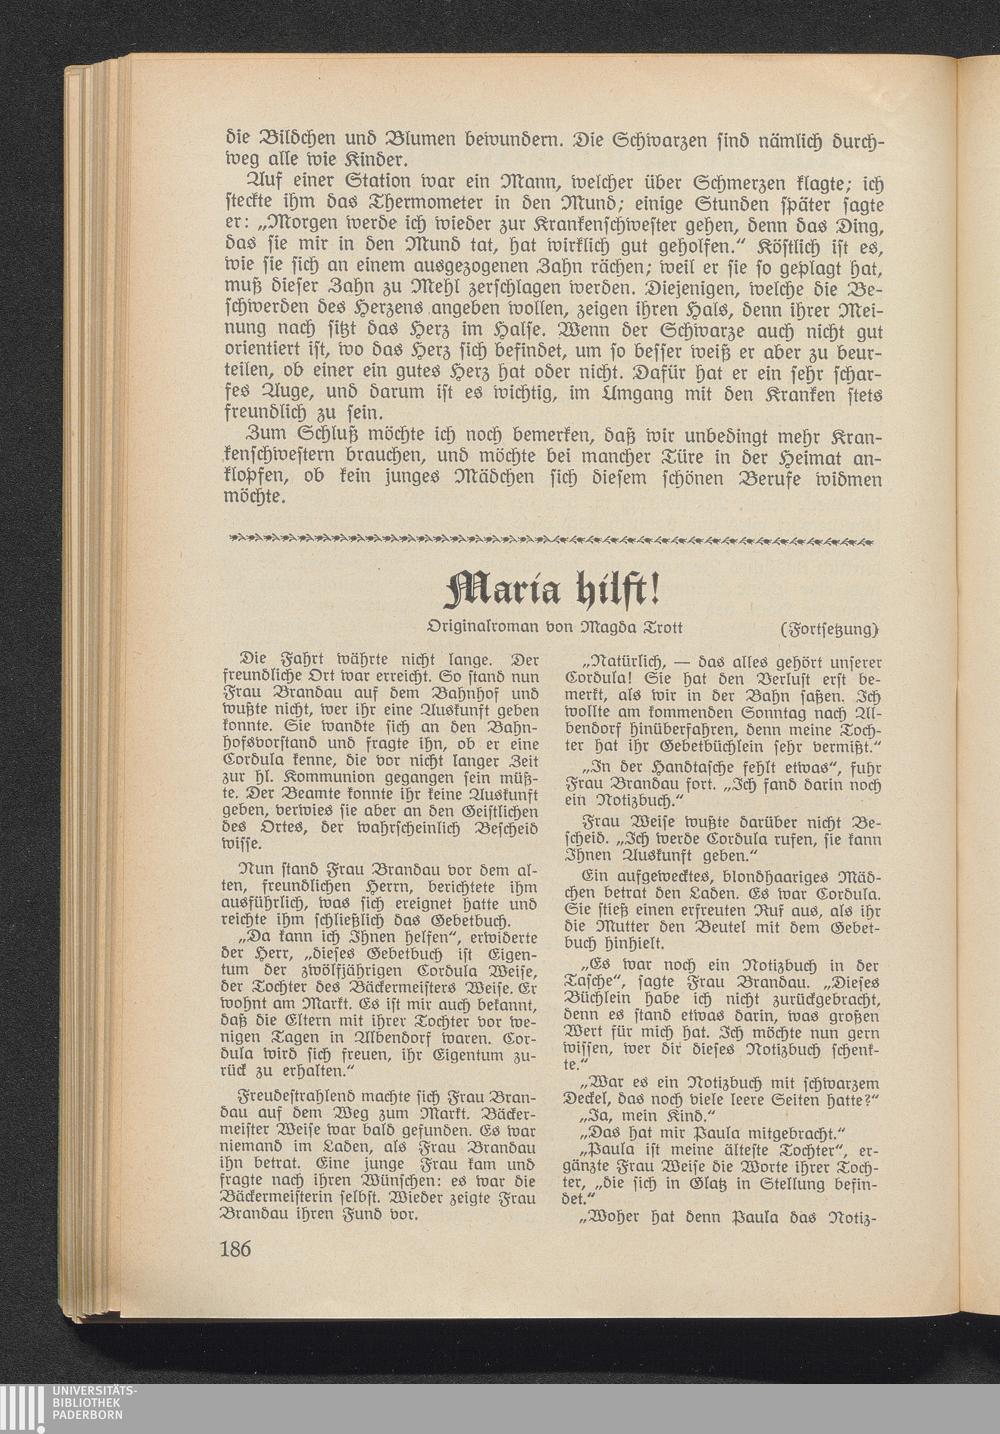 die Bildchen und Blumen bewundern. Die Schwarzen sind nämlich durch-
weg alle wie Kinder.
Auf einer Station war ein Mann, welcher über Schmerzen klagte; ich
steckte ihm das Thermometer in den Mund; einige Stunden später sagte
er: „Morgen werde ich wieder zur Krankenschwester gehen, denn das Ding,
das sie mir in den Mund tat, hat wirklich gut geholfen.“ Köstlich ist es,
wie sie sich an einem ausgezogenen Zahn rächen; weil er sie so geplagt hat,
muß dieser Zahn zu Mehl zerschlagen werden. Diejenigen, welche die Be-
schwerden des Herzens angeben wollen, zeigen ihren Hals, denn ihrer Mei-
nung nach sitzt das Herz im Halse. Wenn der Schwarze auch nicht gut
orientiert ist, wo das Herz sich befindet, um so besser weiß er aber zu beur-
teilen, ob einer ein gutes Herz hat oder nicht. Dafür hat er ein sehr schar-
fes Auge, und darum ist es wichtig, im Umgang mit den Kranken stets
freundlich zu sein.
Zum Schluß möchte ich noch bemerken, daß wir unbedingt mehr Kran-
kenschwestern brauchen, und möchte bei mancher Türe in der Heimat an-
klopfen, ob kein junges Mädchen sich diesem schönen Berufe widmen
möchte.
Maria hilft!
Originalroman von Magda Trott (Fortsetzung)
Die Fahrt währte nicht lange. Der
freundliche Ort war erreicht. So stand nun
Frau Brandau auf dem Bahnhof und
wußte nicht, wer ihr eine Auskunft geben
konnte. Sie wandte sich an den Bahn-
hofsvorstand und fragte ihn, ob er eine
Cordula kenne, die vor nicht langer Zeit
zur hl. Kommunion gegangen sein müß-
te. Der Beamte konnte ihr keine Auskunft
geben, verwies sie aber an den Geistlichen
des Ortes, der wahrscheinlich Bescheid
wisse.
Nun stand Frau Brandau vor dem al-
ten, freundlichen Herrn, berichtete ihm
ausführlich, was sich ereignet hatte und
reichte ihm schließlich das Gebetbuch.
„Da kann ich Ihnen helfen“, erwiderte
der Herr, „dieses Gebetbuch ist Eigen-
tum der zwölfjährigen Cordula Weise,
der Tochter des Bäckermeisters Weise. Er
wohnt am Markt. Es ist mir auch bekannt,
daß die Eltern mit ihrer Tochter vor we-
nigen Tagen in Albendorf waren. Cor-
dula wird sich freuen, ihr Eigentum zu-
rück zu erhalten.“
Freudestrahlend machte sich Frau Bran-
dau auf dem Weg zum Markt. Bäcker-
meister Weise war bald gefunden. Es war
niemand im Laden, als Frau Brandau
ihn betrat. Eine junge Frau kam und
fragte nach ihren Wünschen: es war die
Bäckermeisterin selbst. Wieder zeigte Frau
Brandau ihren Fund vor.
„Natürlich, — das alles gehört unserer
Cordula! Sie hat den Verlust erst be-
merkt, als wir in der Bahn saßen. Ich
wollte am kommenden Sonntag nach Al-
bendorf hinüberfahren, denn meine Toch-
ter hat ihr Gebetbüchlein sehr vermißt.“
„In der Handtasche fehlt etwas“, fuhr
Frau Brandau fort. „Ich fand darin noch
ein Notizbuch.“
Frau Weise wußte darüber nicht Be-
scheid. „Ich werde Cordula rufen, sie kann
Ihnen Auskunft geben.“
Ein aufgewecktes, blondhaariges Mäd-
chen betrat den Laden. Es war Cordula.
Sie stieß einen erfreuten Ruf aus, als ihr
die Mutter den Beutel mit dem Gebet-
buch hinhielt.
„Es war noch ein Notizbuch in der
Tasche“, sagte Frau Brandau. „Dieses
Büchlein habe ich nicht zurückgebracht,
denn es stand etwas darin, was großen
Wert für mich hat. Ich möchte nun gern
wissen, wer dir dieses Notizbuch schenk-
te.“
„War es ein Notizbuch mit schwarzem
Deckel, das noch viele leere Seiten hatte?“
„Ja, mein Kind.“
„Das hat mir Paula mitgebracht.“
„Paula ist meine älteste Tochter“, er-
gänzte Frau Weise die Worte ihrer Toch-
ter, „die sich in Glatz in Stellung befin-
det.“
„Woher hat denn Paula das Notiz-
186
UNIVERSITÄTS-
BIBLIOTHEK
PADERBORN